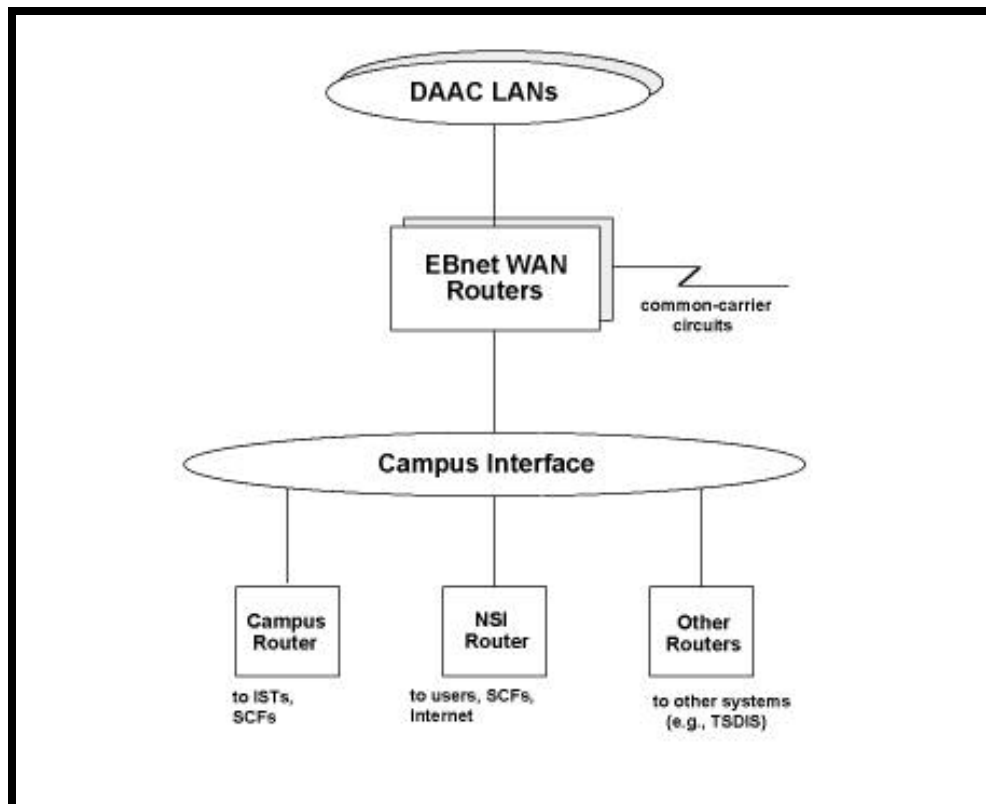 DAAC LANs
EBnet WAN
Routers
common-carrier
circuits
Campus Interface
Campus
Router
to ISTs,
SCFs
NSI
Router
to users, SCFs,
Internet
Other
Routers
to other systems
(e.g., TSDIS)